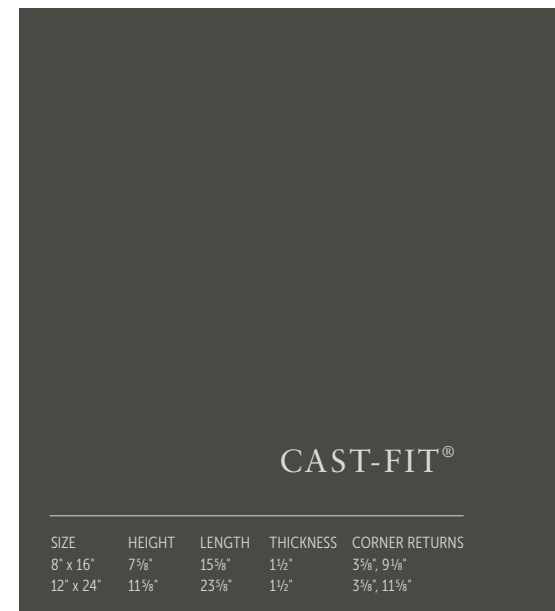 CAST-FIT®
SIZE HEIGHT LENGTH THICKNESS CORNER RETURNS
8" x 16" 7⅝" 15⅝" 1½" 3⅝", 9⅛"
12" x 24" 11⅝" 23⅝" 1½" 3⅝", 11⅝"